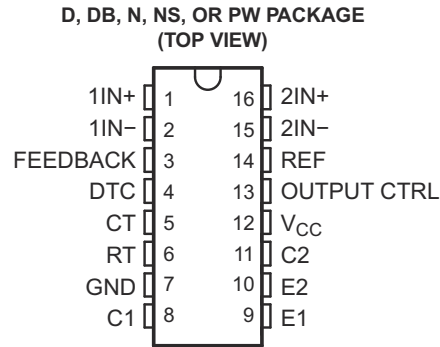 D, DB, N, NS, OR PW PACKAGE
(TOP VIEW)
1IN+ 1 16 2IN+
1IN− 2 15 2IN−
FEEDBACK 3 14 REF
DTC 4 13 OUTPUT CTRL
CT 5 12 VCC
RT 6 11 C2
GND 7 10 E2
C1 8 9 E1